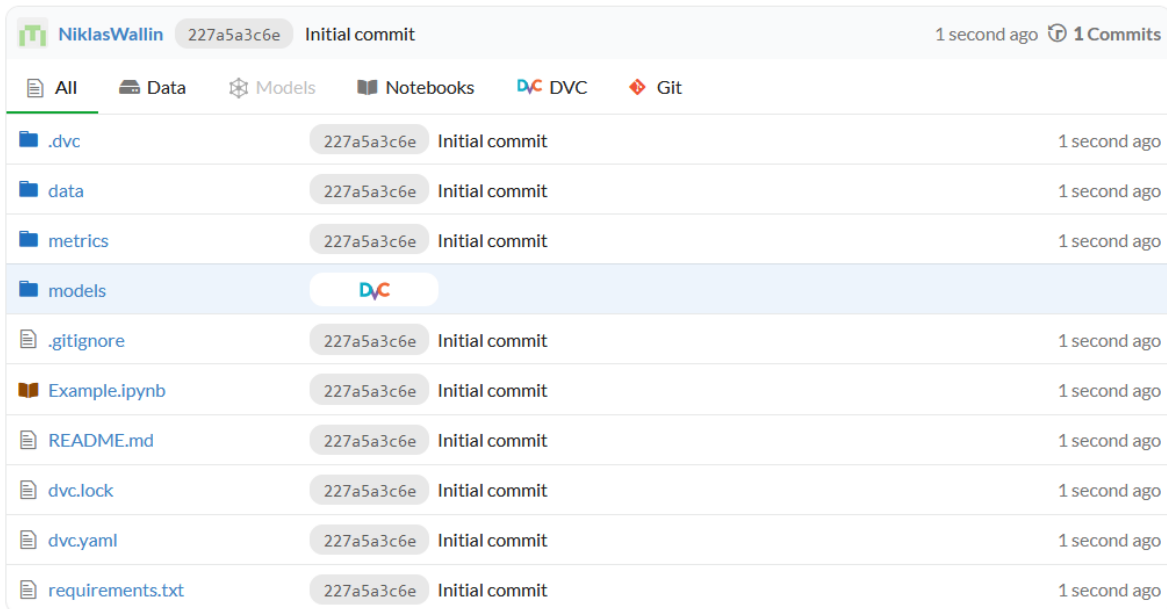 NiklasWallin 227a5a3c6e Initial commit 1 second ago 1 Commits
All Data Models Notebooks DVC DVC Git
.dvc 227a5a3c6e Initial commit 1 second ago
data 227a5a3c6e Initial commit 1 second ago
metrics 227a5a3c6e Initial commit 1 second ago
models DVC
.gitignore 227a5a3c6e Initial commit 1 second ago
Example.ipynb 227a5a3c6e Initial commit 1 second ago
README.md 227a5a3c6e Initial commit 1 second ago
dvc.lock 227a5a3c6e Initial commit 1 second ago
dvc.yaml 227a5a3c6e Initial commit 1 second ago
requirements.txt 227a5a3c6e Initial commit 1 second ago